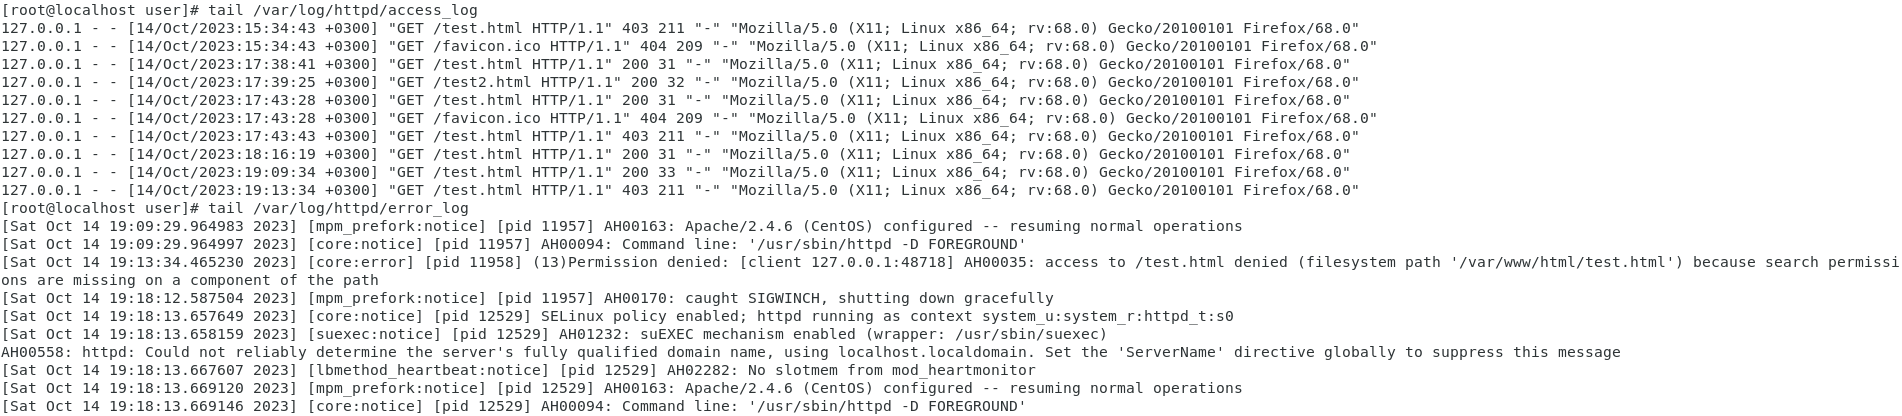 [root@localhost user]# tail /var/log/httpd/access_log
127.0.0.1 - - [14/Oct/2023:15:34:43 +0300] "GET /test.html HTTP/1.1" 403 211 "-" "Mozilla/5.0 (X11; Linux x86_64; rv:68.0) Gecko/20100101 Firefox/68.0"
127.0.0.1 - - [14/Oct/2023:15:34:43 +0300] "GET /favicon.ico HTTP/1.1" 404 209 "-" "Mozilla/5.0 (X11; Linux x86_64; rv:68.0) Gecko/20100101 Firefox/68.0"
127.0.0.1 - - [14/Oct/2023:17:38:41 +0300] "GET /test.html HTTP/1.1" 200 31 "-" "Mozilla/5.0 (X11; Linux x86_64; rv:68.0) Gecko/20100101 Firefox/68.0"
127.0.0.1 - - [14/Oct/2023:17:39:25 +0300] "GET /test2.html HTTP/1.1" 200 32 "-" "Mozilla/5.0 (X11; Linux x86_64; rv:68.0) Gecko/20100101 Firefox/68.0"
127.0.0.1 - - [14/Oct/2023:17:43:28 +0300] "GET /test.html HTTP/1.1" 200 31 "-" "Mozilla/5.0 (X11; Linux x86_64; rv:68.0) Gecko/20100101 Firefox/68.0"
127.0.0.1 - - [14/Oct/2023:17:43:28 +0300] "GET /favicon.ico HTTP/1.1" 404 209 "-" "Mozilla/5.0 (X11; Linux x86_64; rv:68.0) Gecko/20100101 Firefox/68.0"
127.0.0.1 - - [14/Oct/2023:17:43:43 +0300] "GET /test.html HTTP/1.1" 403 211 "-" "Mozilla/5.0 (X11; Linux x86_64; rv:68.0) Gecko/20100101 Firefox/68.0"
127.0.0.1 - - [14/Oct/2023:18:16:19 +0300] "GET /test.html HTTP/1.1" 200 31 "-" "Mozilla/5.0 (X11; Linux x86_64; rv:68.0) Gecko/20100101 Firefox/68.0"
127.0.0.1 - - [14/Oct/2023:19:09:34 +0300] "GET /test.html HTTP/1.1" 200 33 "-" "Mozilla/5.0 (X11; Linux x86_64; rv:68.0) Gecko/20100101 Firefox/68.0"
127.0.0.1 - - [14/Oct/2023:19:13:34 +0300] "GET /test.html HTTP/1.1" 403 211 "-" "Mozilla/5.0 (X11; Linux x86_64; rv:68.0) Gecko/20100101 Firefox/68.0"
[root@localhost user]# tail /var/log/httpd/error_log
[Sat Oct 14 19:09:29.964983 2023] [mpm_prefork:notice] [pid 11957] AH00163: Apache/2.4.6 (CentOS) configured -- resuming normal operations
[Sat Oct 14 19:09:29.964997 2023] [core:notice] [pid 11957] AH00094: Command line: '/usr/sbin/httpd -D FOREGROUND'
[Sat Oct 14 19:13:34.465230 2023] [core:error] [pid 11958] (13)Permission denied: [client 127.0.0.1:48718] AH00035: access to /test.html denied (filesystem path '/var/www/html/test.html') because search permissi
ons are missing on a component of the path
[Sat Oct 14 19:18:12.587504 2023] [mpm_prefork:notice] [pid 11957] AH00170: caught SIGWINCH, shutting down gracefully
[Sat Oct 14 19:18:13.657649 2023] [core:notice] [pid 12529] SELinux policy enabled; httpd running as context system_u:system_r:httpd_t:s0
[Sat Oct 14 19:18:13.658159 2023] [suexec:notice] [pid 12529] AH01232: suEXEC mechanism enabled (wrapper: /usr/sbin/suexec)
AH00558: httpd: Could not reliably determine the server's fully qualified domain name, using localhost.localdomain. Set the 'ServerName' directive globally to suppress this message
[Sat Oct 14 19:18:13.667607 2023] [lbmethod_heartbeat:notice] [pid 12529] AH02282: No slotmem from mod_heartmonitor
[Sat Oct 14 19:18:13.669120 2023] [mpm_prefork:notice] [pid 12529] AH00163: Apache/2.4.6 (CentOS) configured -- resuming normal operations
[Sat Oct 14 19:18:13.669146 2023] [core:notice] [pid 12529] AH00094: Command line: '/usr/sbin/httpd -D FOREGROUND'